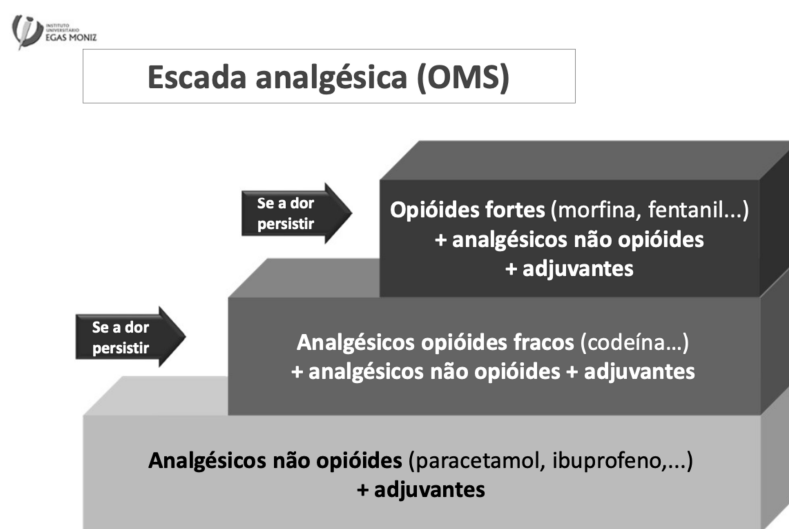 INSTITUTO
UNIVERSITÁRIO
EGAS MONIZ
Escada analgésica (OMS)
Se a dor
persistir
Opióides fortes (morfina, fentanil...)
+ analgésicos não opióides
+ adjuvantes
Se a dor
persistir
Analgésicos opióides fracos (codeína...)
+ analgésicos não opióides + adjuvantes
Analgésicos não opióides (paracetamol, ibuprofeno,...)
+ adjuvantes